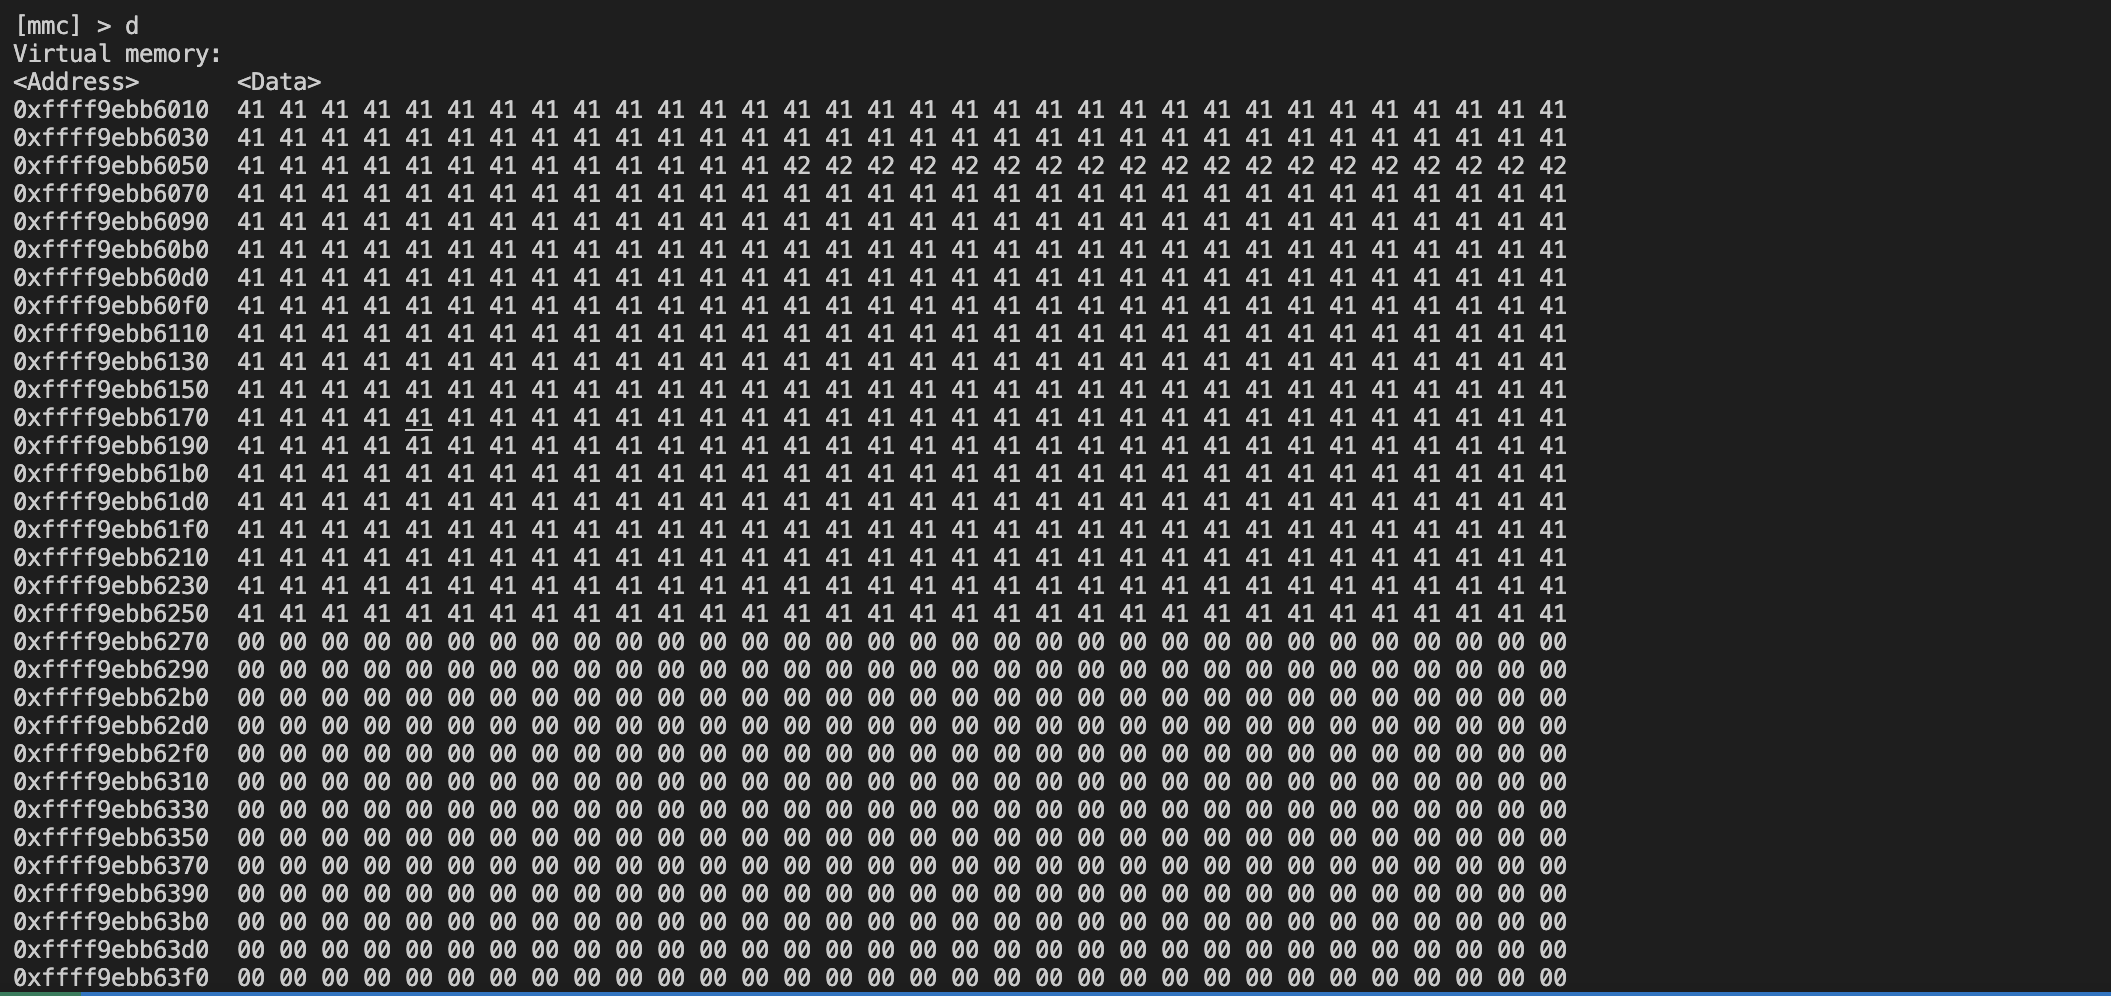 [mmc] > d
Virtual memory:
<Address>       <Data>
0xffff9ebb6010  41 41 41 41 41 41 41 41 41 41 41 41 41 41 41 41 41 41 41 41 41 41 41 41 41 41 41 41 41 41 41 41
0xffff9ebb6030  41 41 41 41 41 41 41 41 41 41 41 41 41 41 41 41 41 41 41 41 41 41 41 41 41 41 41 41 41 41 41 41
0xffff9ebb6050  41 41 41 41 41 41 41 41 41 41 41 41 41 42 42 42 42 42 42 42 42 42 42 42 42 42 42 42 42 42 42 42
0xffff9ebb6070  41 41 41 41 41 41 41 41 41 41 41 41 41 41 41 41 41 41 41 41 41 41 41 41 41 41 41 41 41 41 41 41
0xffff9ebb6090  41 41 41 41 41 41 41 41 41 41 41 41 41 41 41 41 41 41 41 41 41 41 41 41 41 41 41 41 41 41 41 41
0xffff9ebb60b0  41 41 41 41 41 41 41 41 41 41 41 41 41 41 41 41 41 41 41 41 41 41 41 41 41 41 41 41 41 41 41 41
0xffff9ebb60d0  41 41 41 41 41 41 41 41 41 41 41 41 41 41 41 41 41 41 41 41 41 41 41 41 41 41 41 41 41 41 41 41
0xffff9ebb60f0  41 41 41 41 41 41 41 41 41 41 41 41 41 41 41 41 41 41 41 41 41 41 41 41 41 41 41 41 41 41 41 41
0xffff9ebb6110  41 41 41 41 41 41 41 41 41 41 41 41 41 41 41 41 41 41 41 41 41 41 41 41 41 41 41 41 41 41 41 41
0xffff9ebb6130  41 41 41 41 41 41 41 41 41 41 41 41 41 41 41 41 41 41 41 41 41 41 41 41 41 41 41 41 41 41 41 41
0xffff9ebb6150  41 41 41 41 41 41 41 41 41 41 41 41 41 41 41 41 41 41 41 41 41 41 41 41 41 41 41 41 41 41 41 41
0xffff9ebb6170  41 41 41 41 41 41 41 41 41 41 41 41 41 41 41 41 41 41 41 41 41 41 41 41 41 41 41 41 41 41 41 41
0xffff9ebb6190  41 41 41 41 41 41 41 41 41 41 41 41 41 41 41 41 41 41 41 41 41 41 41 41 41 41 41 41 41 41 41 41
0xffff9ebb61b0  41 41 41 41 41 41 41 41 41 41 41 41 41 41 41 41 41 41 41 41 41 41 41 41 41 41 41 41 41 41 41 41
0xffff9ebb61d0  41 41 41 41 41 41 41 41 41 41 41 41 41 41 41 41 41 41 41 41 41 41 41 41 41 41 41 41 41 41 41 41
0xffff9ebb61f0  41 41 41 41 41 41 41 41 41 41 41 41 41 41 41 41 41 41 41 41 41 41 41 41 41 41 41 41 41 41 41 41
0xffff9ebb6210  41 41 41 41 41 41 41 41 41 41 41 41 41 41 41 41 41 41 41 41 41 41 41 41 41 41 41 41 41 41 41 41
0xffff9ebb6230  41 41 41 41 41 41 41 41 41 41 41 41 41 41 41 41 41 41 41 41 41 41 41 41 41 41 41 41 41 41 41 41
0xffff9ebb6250  41 41 41 41 41 41 41 41 41 41 41 41 41 41 41 41 41 41 41 41 41 41 41 41 41 41 41 41 41 41 41 41
0xffff9ebb6270  00 00 00 00 00 00 00 00 00 00 00 00 00 00 00 00 00 00 00 00 00 00 00 00 00 00 00 00 00 00 00 00
0xffff9ebb6290  00 00 00 00 00 00 00 00 00 00 00 00 00 00 00 00 00 00 00 00 00 00 00 00 00 00 00 00 00 00 00 00
0xffff9ebb62b0  00 00 00 00 00 00 00 00 00 00 00 00 00 00 00 00 00 00 00 00 00 00 00 00 00 00 00 00 00 00 00 00
0xffff9ebb62d0  00 00 00 00 00 00 00 00 00 00 00 00 00 00 00 00 00 00 00 00 00 00 00 00 00 00 00 00 00 00 00 00
0xffff9ebb62f0  00 00 00 00 00 00 00 00 00 00 00 00 00 00 00 00 00 00 00 00 00 00 00 00 00 00 00 00 00 00 00 00
0xffff9ebb6310  00 00 00 00 00 00 00 00 00 00 00 00 00 00 00 00 00 00 00 00 00 00 00 00 00 00 00 00 00 00 00 00
0xffff9ebb6330  00 00 00 00 00 00 00 00 00 00 00 00 00 00 00 00 00 00 00 00 00 00 00 00 00 00 00 00 00 00 00 00
0xffff9ebb6350  00 00 00 00 00 00 00 00 00 00 00 00 00 00 00 00 00 00 00 00 00 00 00 00 00 00 00 00 00 00 00 00
0xffff9ebb6370  00 00 00 00 00 00 00 00 00 00 00 00 00 00 00 00 00 00 00 00 00 00 00 00 00 00 00 00 00 00 00 00
0xffff9ebb6390  00 00 00 00 00 00 00 00 00 00 00 00 00 00 00 00 00 00 00 00 00 00 00 00 00 00 00 00 00 00 00 00
0xffff9ebb63b0  00 00 00 00 00 00 00 00 00 00 00 00 00 00 00 00 00 00 00 00 00 00 00 00 00 00 00 00 00 00 00 00
0xffff9ebb63d0  00 00 00 00 00 00 00 00 00 00 00 00 00 00 00 00 00 00 00 00 00 00 00 00 00 00 00 00 00 00 00 00
0xffff9ebb63f0  00 00 00 00 00 00 00 00 00 00 00 00 00 00 00 00 00 00 00 00 00 00 00 00 00 00 00 00 00 00 00 00